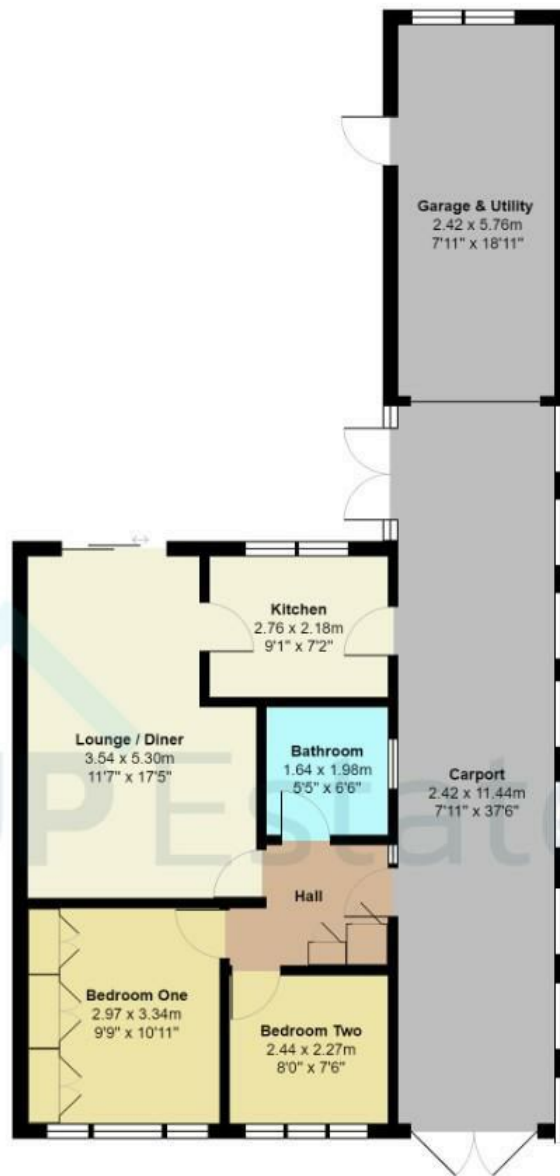 Garage & Utility
2.42 x 5.76m
7'11" x 18'11"
Kitchen
2.76 x 2.18m
9'1" x 7'2"
Lounge / Diner
3.54 x 5.30m
11'7" x 17'5"
Bathroom
1.64 x 1.98m
5'5" x 6'6"
Carport
2.42 x 11.44m
7'11" x 37'6"
Hall
Bedroom One
2.97 x 3.34m
9'9" x 10'11"
Bedroom Two
2.44 x 2.27m
8'0" x 7'6"